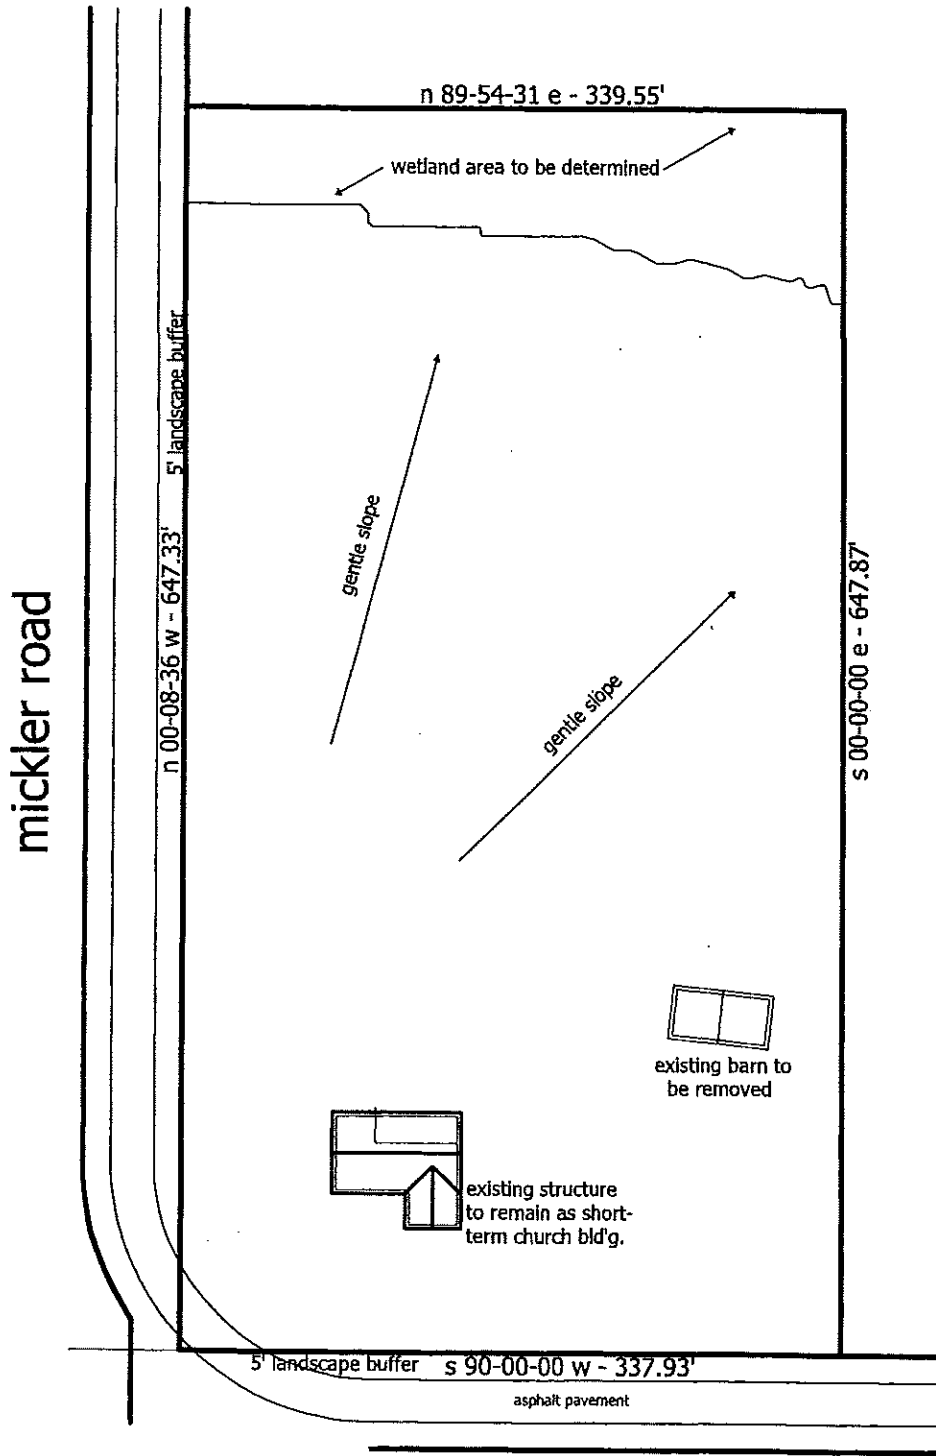 n 89-54-31 e - 339.55'
wetland area to be determined
5' landscape buffer
gentle slope
n 00-08-36 w - 647.33'
s 00-00-00 e - 647.87'
mickler road
gentle slope
existing barn to
be removed
existing structure
to remain as short-
term church bld'g.
5' landscape buffer
s 90-00-00 w - 337.93'
asphalt pavement